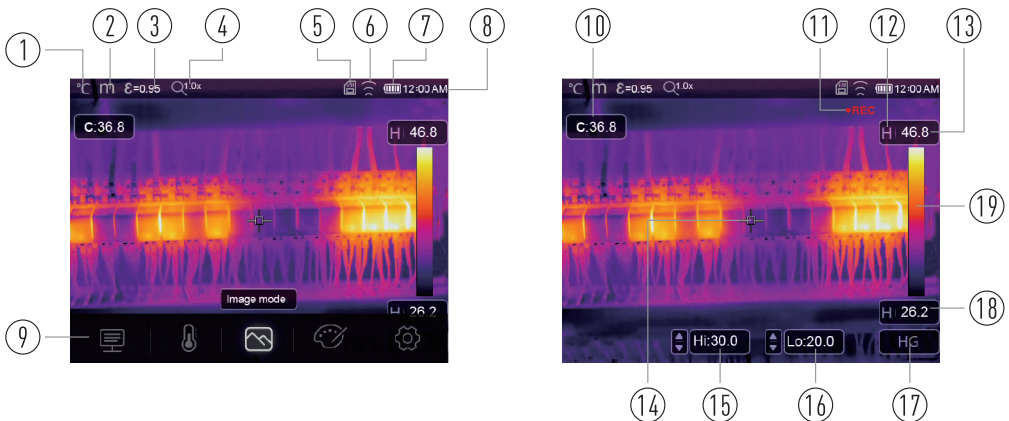 1
2
3
4
5
6
7
8
°C m ε=0.95 1.0x 12:00 AM
C:36.8
H 46.8
Image mode
H 26.2
9
10
11
12
13
°C m ε=0.95 1.0x 12:00 AM
REC
C:36.8
H 46.8
19
H 26.2
18
Hi:30.0 Lo:20.0 HG
14
15
16
17